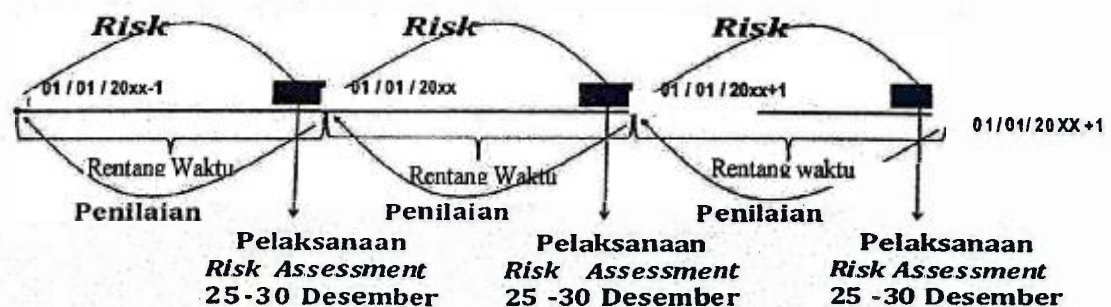 Risk Risk Risk
01 / 01 / 20xx-1 01 / 01 / 20xx 01 / 01 / 20xx+1
01/01/20 XX +1
Rentang Waktu Rentang Waktu Rentang waktu
Penilaian Penilaian Penilaian
Pelaksanaan Pelaksanaan Pelaksanaan
Risk Assessment Risk Assessment Risk Assessment
25 -30 Desember 25 -30 Desember 25 -30 Desember